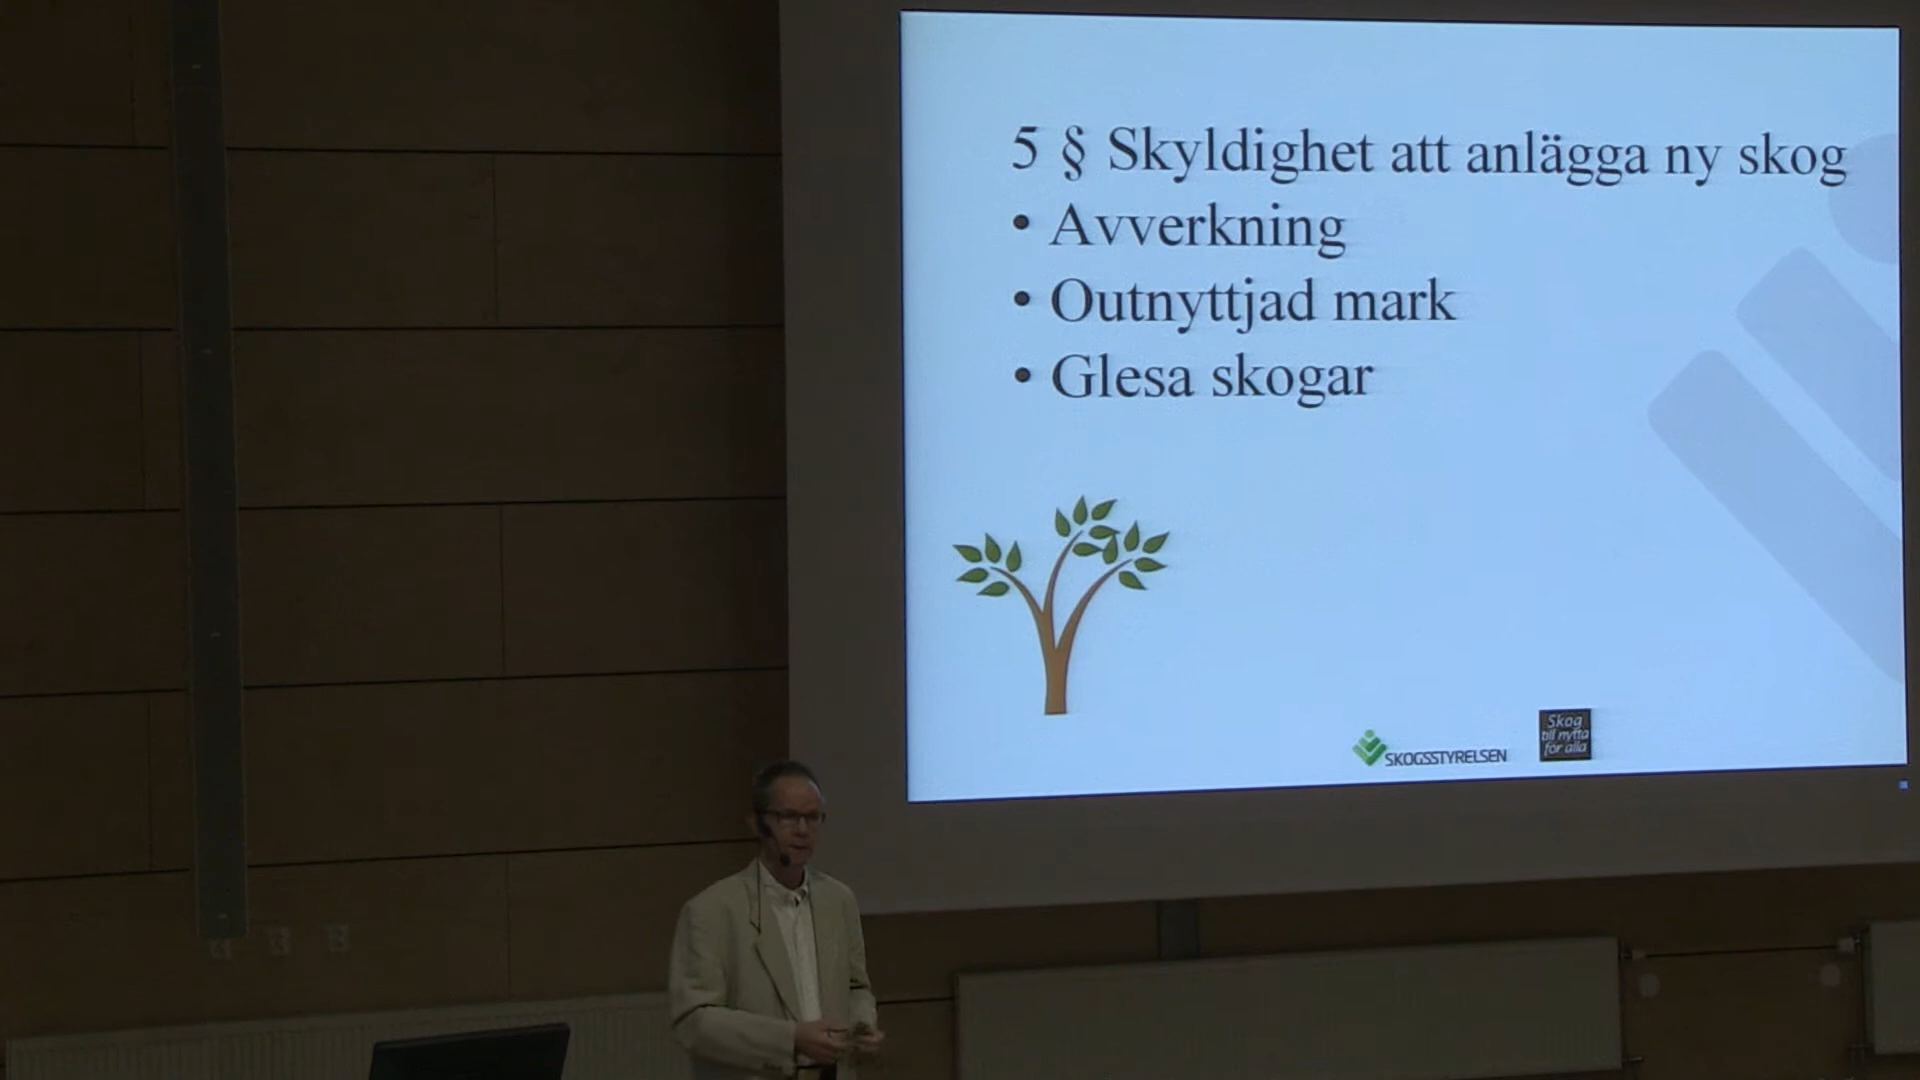 5 § Skyldighet att anlägga ny skog
• Avverkning
• Outnyttjad mark
• Glesa skogar
SKOGSSTYRELSEN
Skog
till nytta
för alla